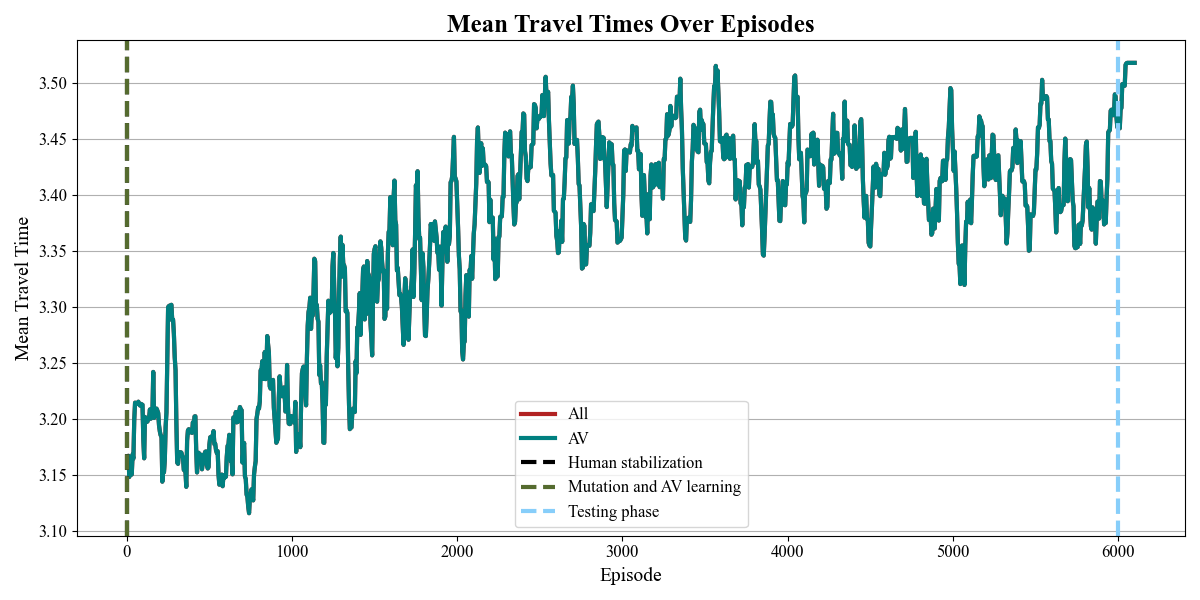 Mean Travel Times Over Episodes
Mean Travel Time
3.50
3.45
3.40
3.35
3.30
3.25
3.20
3.15
3.10
All
AV
Human stabilization
Mutation and AV learning
Testing phase
0 1000 2000 3000 4000 5000 6000
Episode